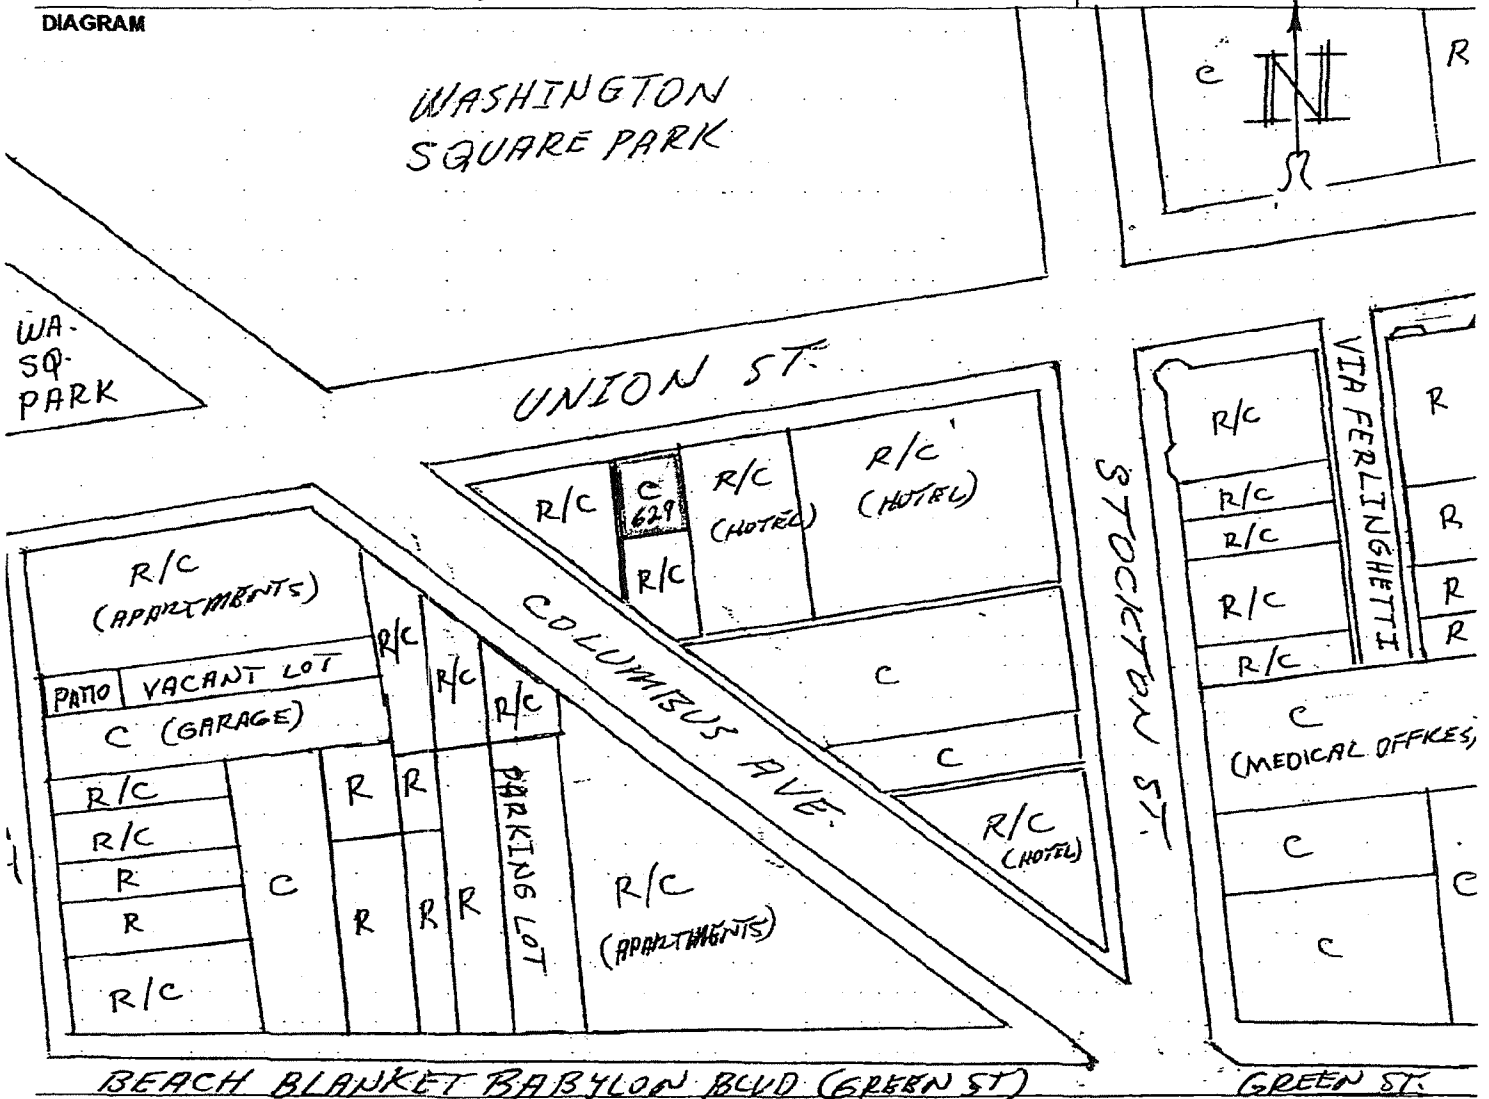 DIAGRAM
WASHINGTON
SQUARE PARK
C
N
R
WA.
SQ.
PARK
UNION ST.
STOCKTON ST.
VIA FERLINGHETTI
COLUMBUS AVE.
R/C
C
629
R/C
R/C
(HOTEL)
R/C
(HOTEL)
C
C
R/C
(HOTEL)
R/C
R/C
R/C
R/C
R/C
R
R
R
R
C
(MEDICAL OFFICES,
C
C
C
R/C
(APARTMENTS)
PATIO
VACANT LOT
C (GARAGE)
R/C
R/C
R/C
R/C
R/C
R
R
R/C
C
R
R
R
R
R
PARKING LOT
R/C
(APARTMENTS)
BEACH BLANKET BABYLON BLVD (GREEN ST)
GREEN ST.